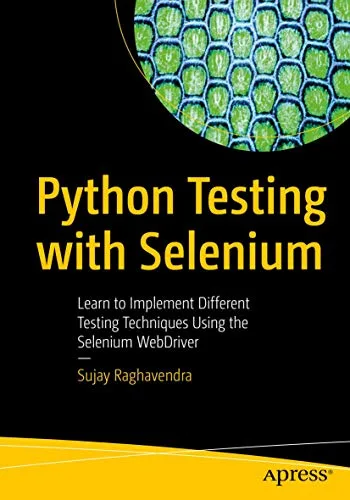 Python Testing
with Selenium
Learn to Implement Different
Testing Techniques Using the
Selenium WebDriver
—
Sujay Raghavendra
Apress®